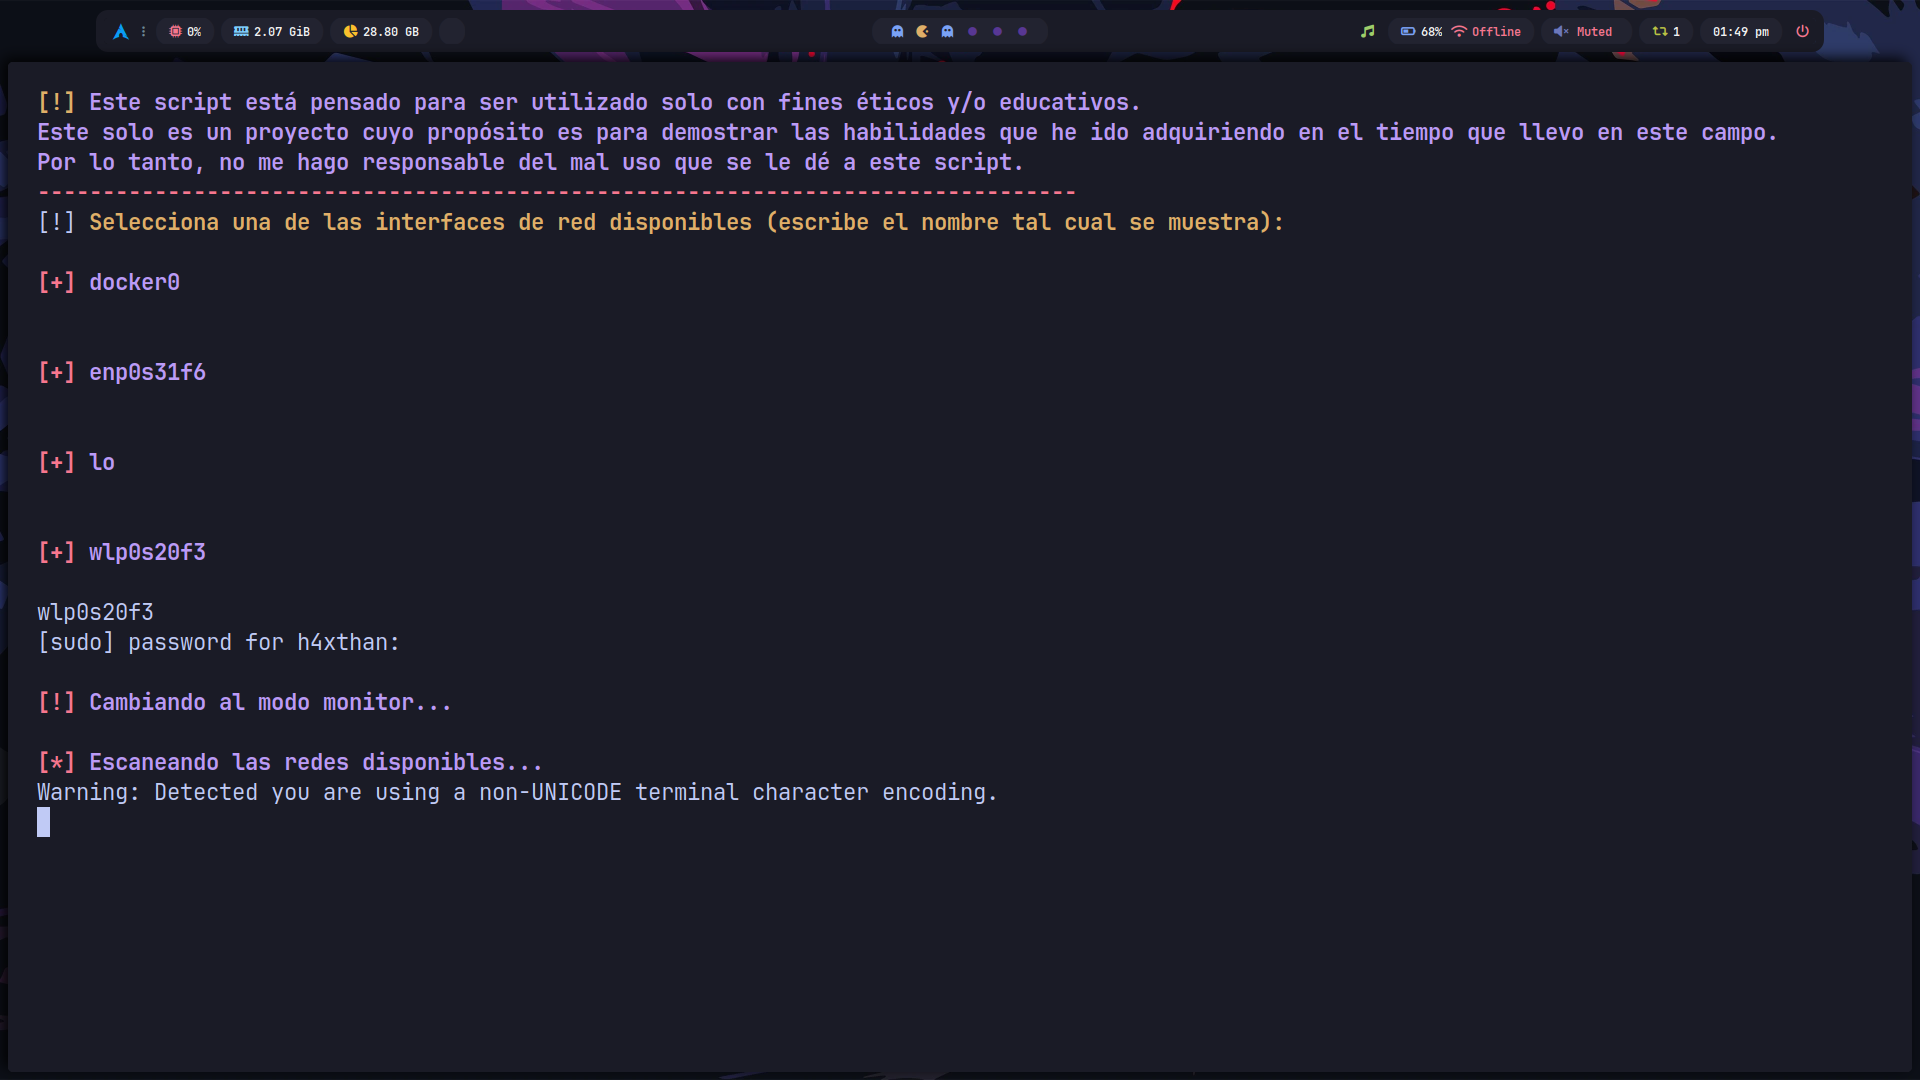 0% 2.07 GiB 28.80 GB 68% Offline Muted 1 01:49 pm
[!] Este script está pensado para ser utilizado solo con fines éticos y/o educativos.
Este solo es un proyecto cuyo propósito es para demostrar las habilidades que he ido adquiriendo en el tiempo que llevo en este campo.
Por lo tanto, no me hago responsable del mal uso que se le dé a este script.
--------------------------------------------------------------------------------
[!] Selecciona una de las interfaces de red disponibles (escribe el nombre tal cual se muestra):
[+] docker0
[+] enp0s31f6
[+] lo
[+] wlp0s20f3
wlp0s20f3
[sudo] password for h4xthan:
[!] Cambiando al modo monitor...
[*] Escaneando las redes disponibles...
Warning: Detected you are using a non-UNICODE terminal character encoding.